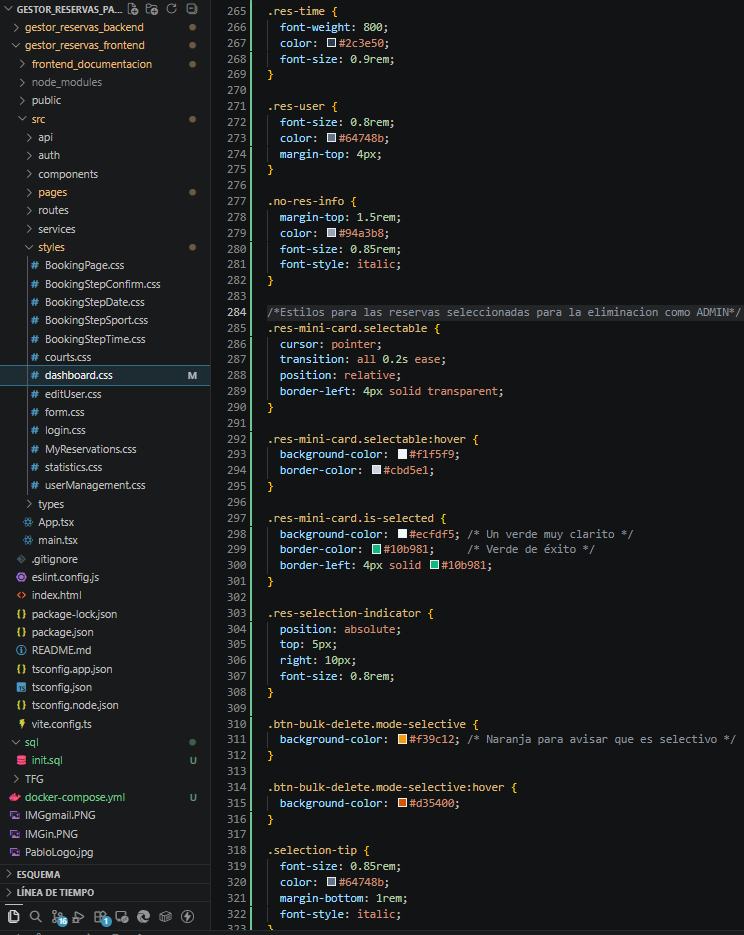 GESTOR_RESERVAS_PA...
gestor_reservas_backend
gestor_reservas_frontend
frontend_documentacion
node_modules
public
src
api
auth
components
pages
routes
services
styles
BookingPage.css
BookingStepConfirm.css
BookingStepDate.css
BookingStepSport.css
BookingStepTime.css
courts.css
dashboard.css M
editUser.css
form.css
login.css
MyReservations.css
statistics.css
userManagement.css
types
App.tsx
main.tsx
.gitignore
eslint.config.js
index.html
package-lock.json
package.json
README.md
tsconfig.app.json
tsconfig.json
tsconfig.node.json
vite.config.ts
sql
init.sql U
TFG
docker-compose.yml U
IMGgmail.PNG
IMGin.PNG
PabloLogo.jpg
ESQUEMA
LÍNEA DE TIEMPO
16
1
265 .res-time {
266 font-weight: 800;
267 color: #2c3e50;
268 font-size: 0.9rem;
269 }
270
271 .res-user {
272 font-size: 0.8rem;
273 color: #64748b;
274 margin-top: 4px;
275 }
276
277 .no-res-info {
278 margin-top: 1.5rem;
279 color: #94a3b8;
280 font-size: 0.85rem;
281 font-style: italic;
282 }
283
284 /*Estilos para las reservas seleccionadas para la eliminacion como ADMIN*/
285 .res-mini-card.selectable {
286 cursor: pointer;
287 transition: all 0.2s ease;
288 position: relative;
289 border-left: 4px solid transparent;
290 }
291
292 .res-mini-card.selectable:hover {
293 background-color: #f1f5f9;
294 border-color: #cbd5e1;
295 }
296
297 .res-mini-card.is-selected {
298 background-color: #ecfdf5; /* Un verde muy clarito */
299 border-color: #10b981; /* Verde de éxito */
300 border-left: 4px solid #10b981;
301 }
302
303 .res-selection-indicator {
304 position: absolute;
305 top: 5px;
306 right: 10px;
307 font-size: 0.8rem;
308 }
309
310 .btn-bulk-delete.mode-selective {
311 background-color: #f39c12; /* Naranja para avisar que es selectivo */
312 }
313
314 .btn-bulk-delete.mode-selective:hover {
315 background-color: #d35400;
316 }
317
318 .selection-tip {
319 font-size: 0.85rem;
320 color: #64748b;
321 margin-bottom: 1rem;
322 font-style: italic;
323 }